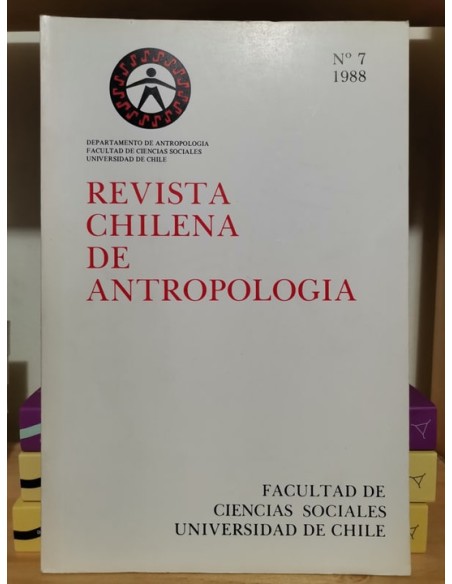 Nº 7
1988
DEPARTAMENTO DE ANTROPOLOGIA
FACULTAD DE CIENCIAS SOCIALES
UNIVERSIDAD DE CHILE
REVISTA
CHILENA
DE
ANTROPOLOGIA
FACULTAD DE
CIENCIAS SOCIALES
UNIVERSIDAD DE CHILE